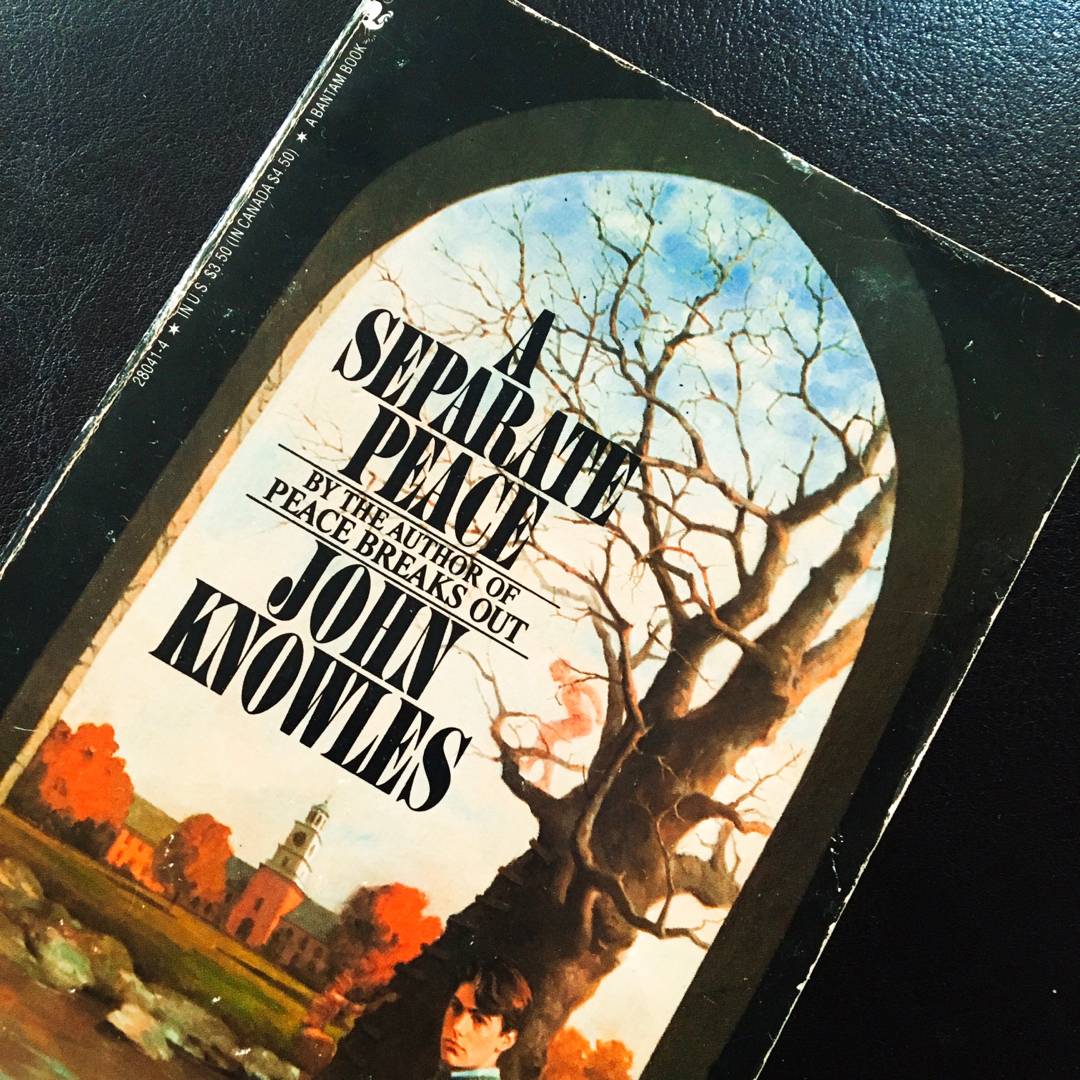 28041-4 ★ IN U.S. $3.50 (IN CANADA $4.50) ★ A BANTAM BOOK
A
SEPARATE
PEACE
BY THE AUTHOR OF
PEACE BREAKS OUT
JOHN
KNOWLES